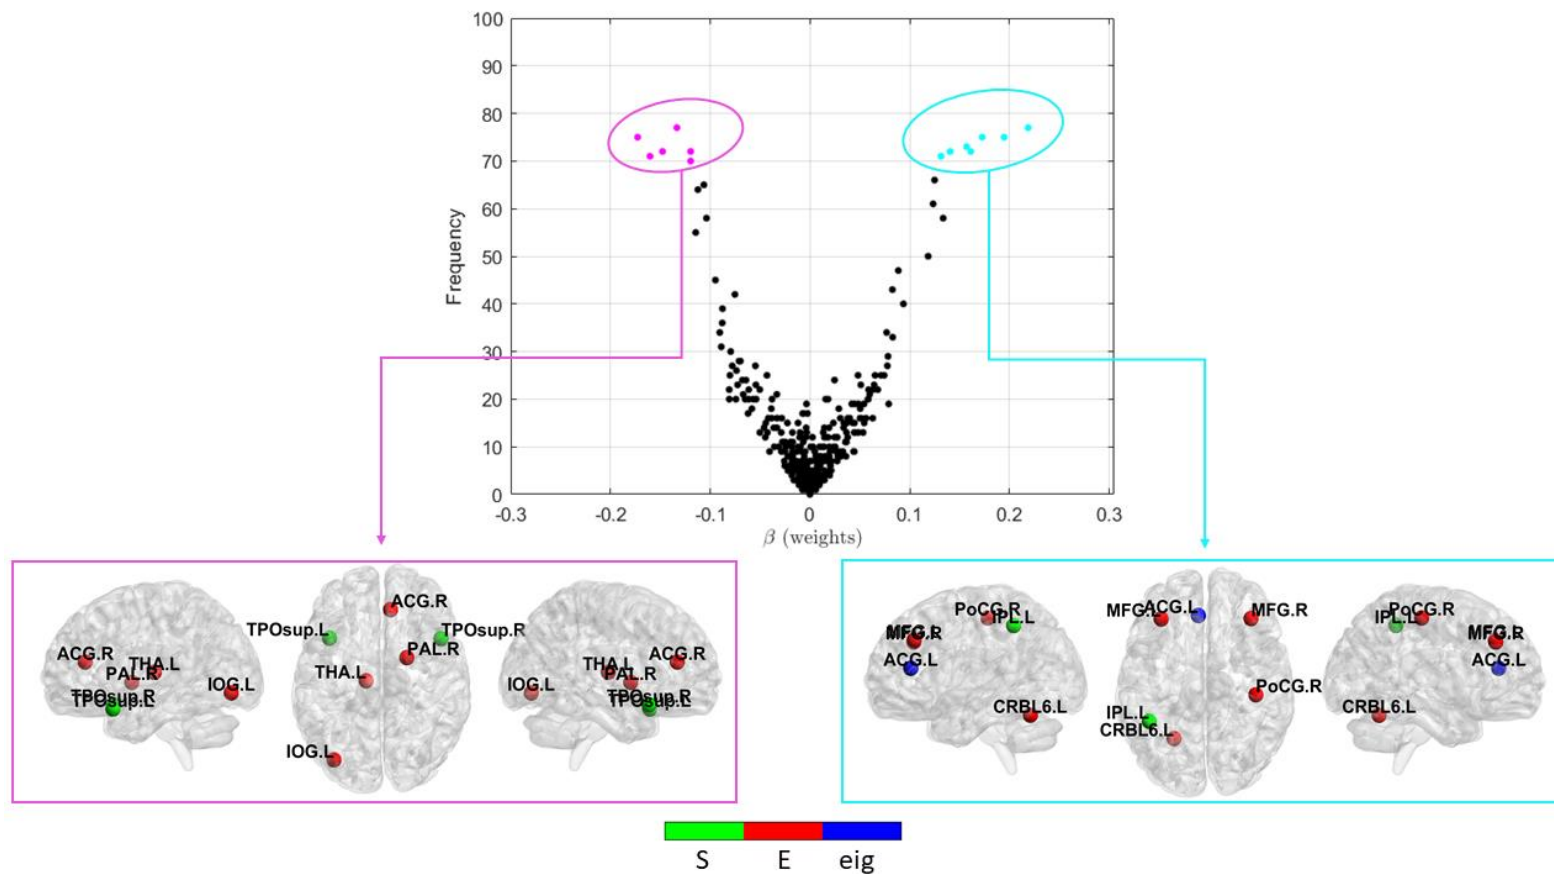 100
90
80
70
60
50
40
30
20
10
0
Frequency
-0.3 -0.2 -0.1 0 0.1 0.2 0.3
β (weights)
ACG.R
THA.L
PAL.R
TPOsup.R
TPOsup.L
IOG.L
ACG.R
TPOsup.L
TPOsup.R
PAL.R
THA.L
IOG.L
THA.L
ACG.R
PAL.R
IOG.L
TPOsup.R
TPOsup.L
PoCG.R
IPL.L
MFG.L
MFG.R
ACG.L
CRBL6.L
MFG.L
ACG.L
MFG.R
PoCG.R
IPL.L
CRBL6.L
PoCG.R
IPL.L
MFG.L
MFG.R
ACG.L
CRBL6.L
S E eig